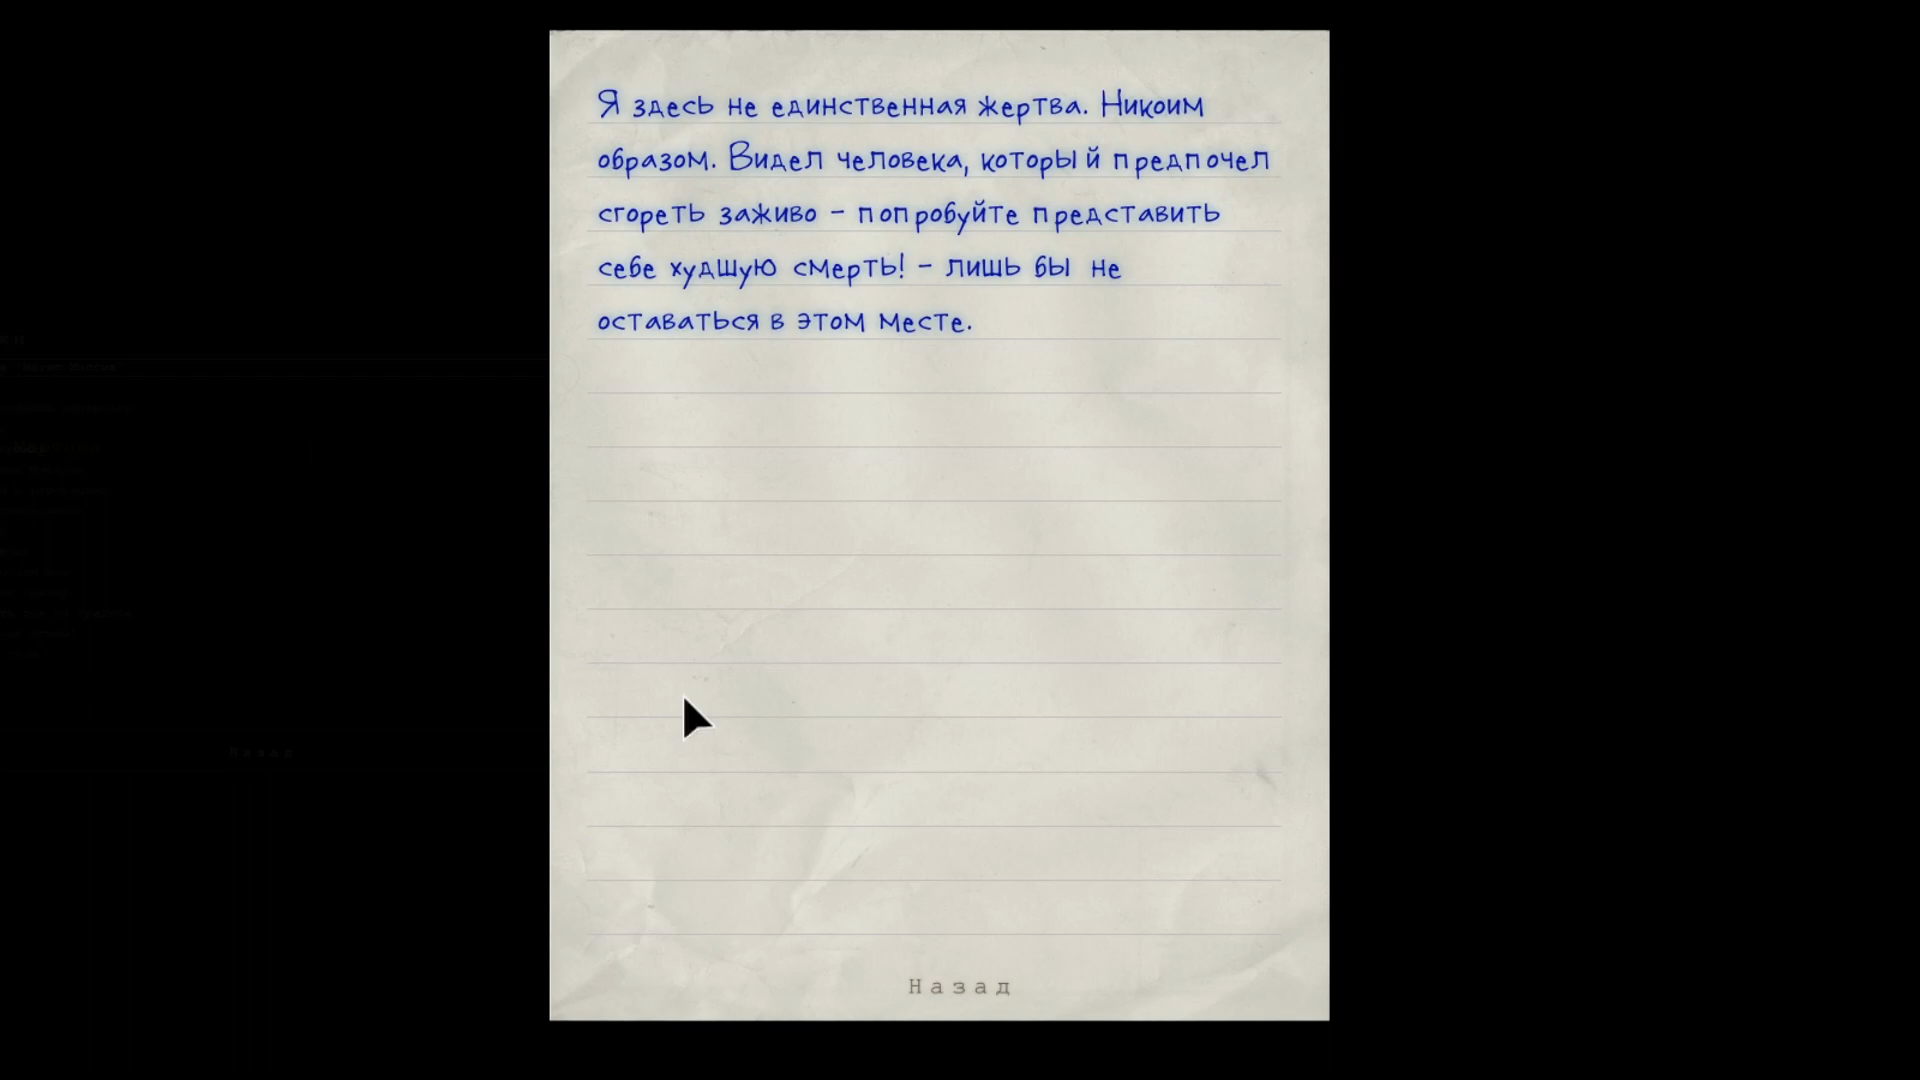 Я здесь не единственная жертва. Никоим
образом. Видел человека, который предпочел
сгореть заживо - попробуйте представить
себе худшую смерть! - лишь бы не
оставаться в этом месте.
Назад
Назад